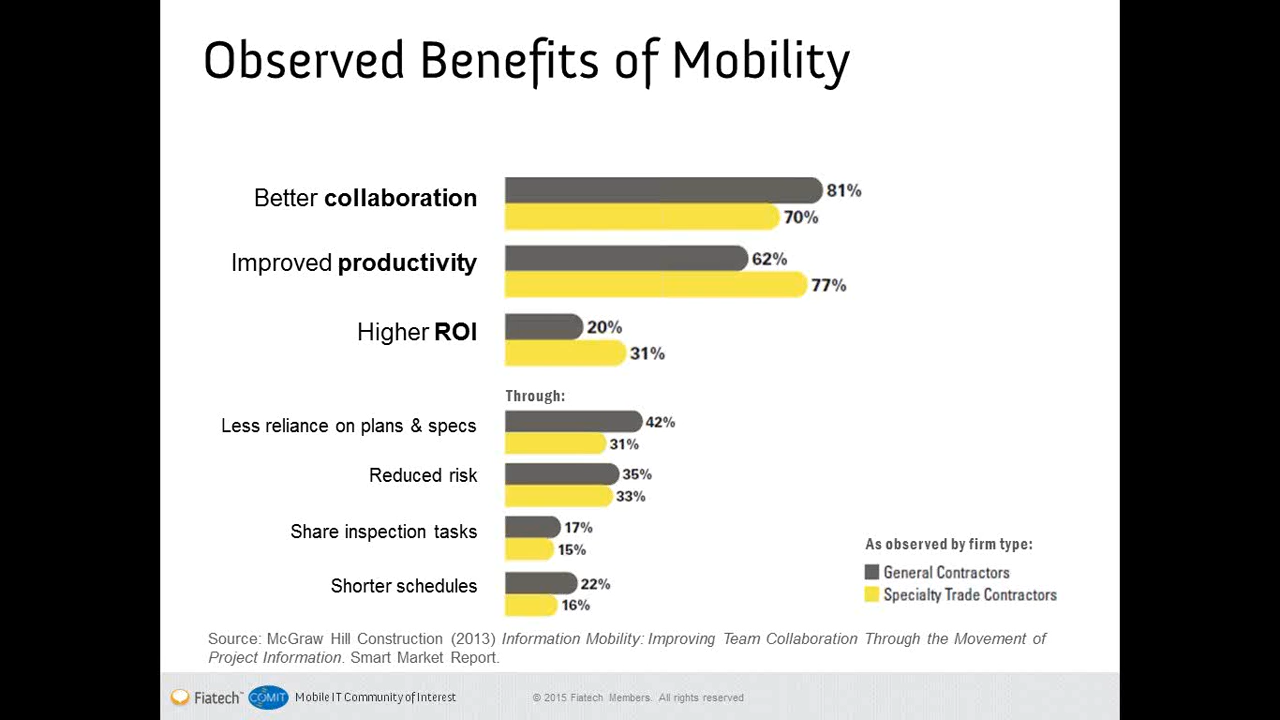 Observed Benefits of Mobility
Better collaboration
81%
70%
Improved productivity
62%
77%
Higher ROI
20%
31%
Through:
Less reliance on plans & specs
42%
31%
Reduced risk
35%
33%
Share inspection tasks
17%
15%
Shorter schedules
22%
16%
As observed by firm type:
General Contractors
Specialty Trade Contractors
Source: McGraw Hill Construction (2013) Information Mobility: Improving Team Collaboration Through the Movement of
Project Information. Smart Market Report.
Fiatech™ COMIT Mobile IT Community of Interest © 2015 Fiatech Members. All rights reserved